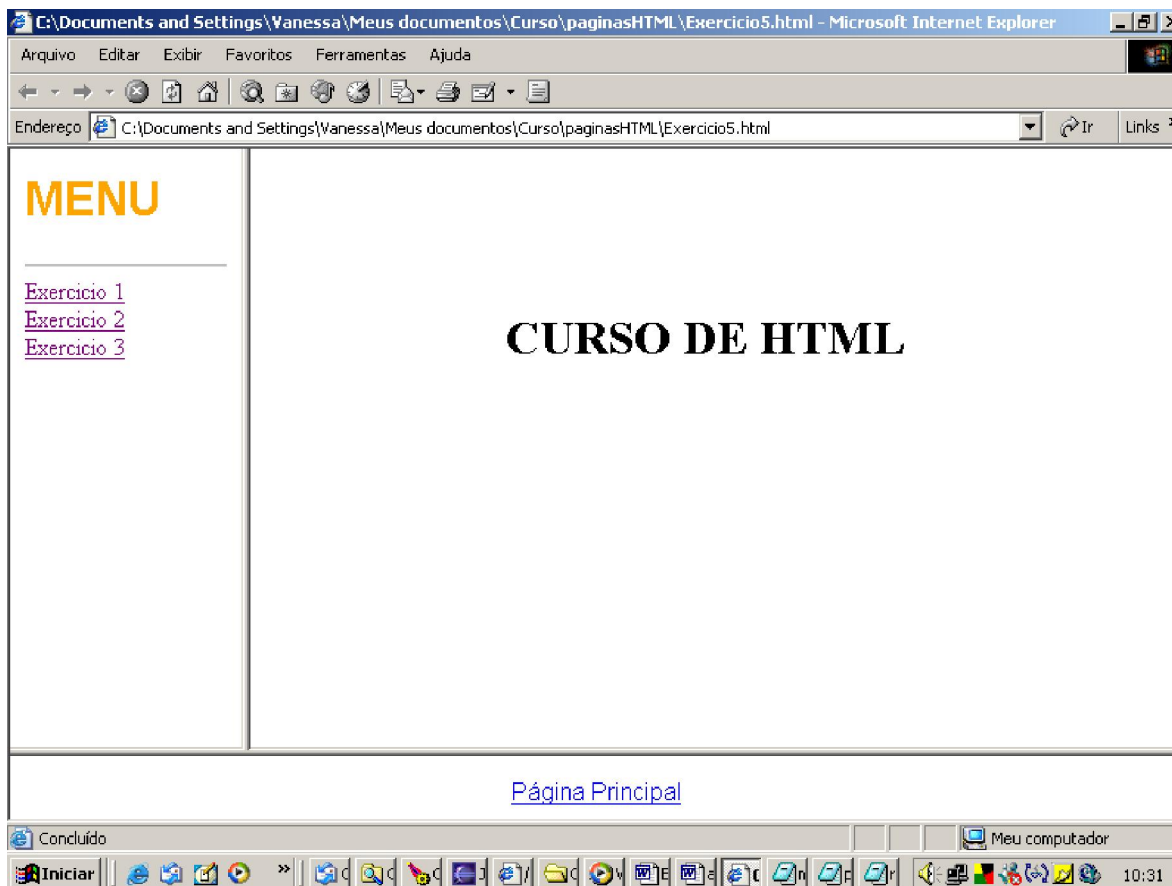 C:\Documents and Settings\Vanessa\Meus documentos\Curso\paginasHTML\Exercicio5.html - Microsoft Internet Explorer
Arquivo Editar Exibir Favoritos Ferramentas Ajuda
Endereço C:\Documents and Settings\Vanessa\Meus documentos\Curso\paginasHTML\Exercicio5.html Ir Links
MENU
Exercicio 1
Exercicio 2
Exercicio 3
CURSO DE HTML
Página Principal
Concluído Meu computador
Iniciar 10:31